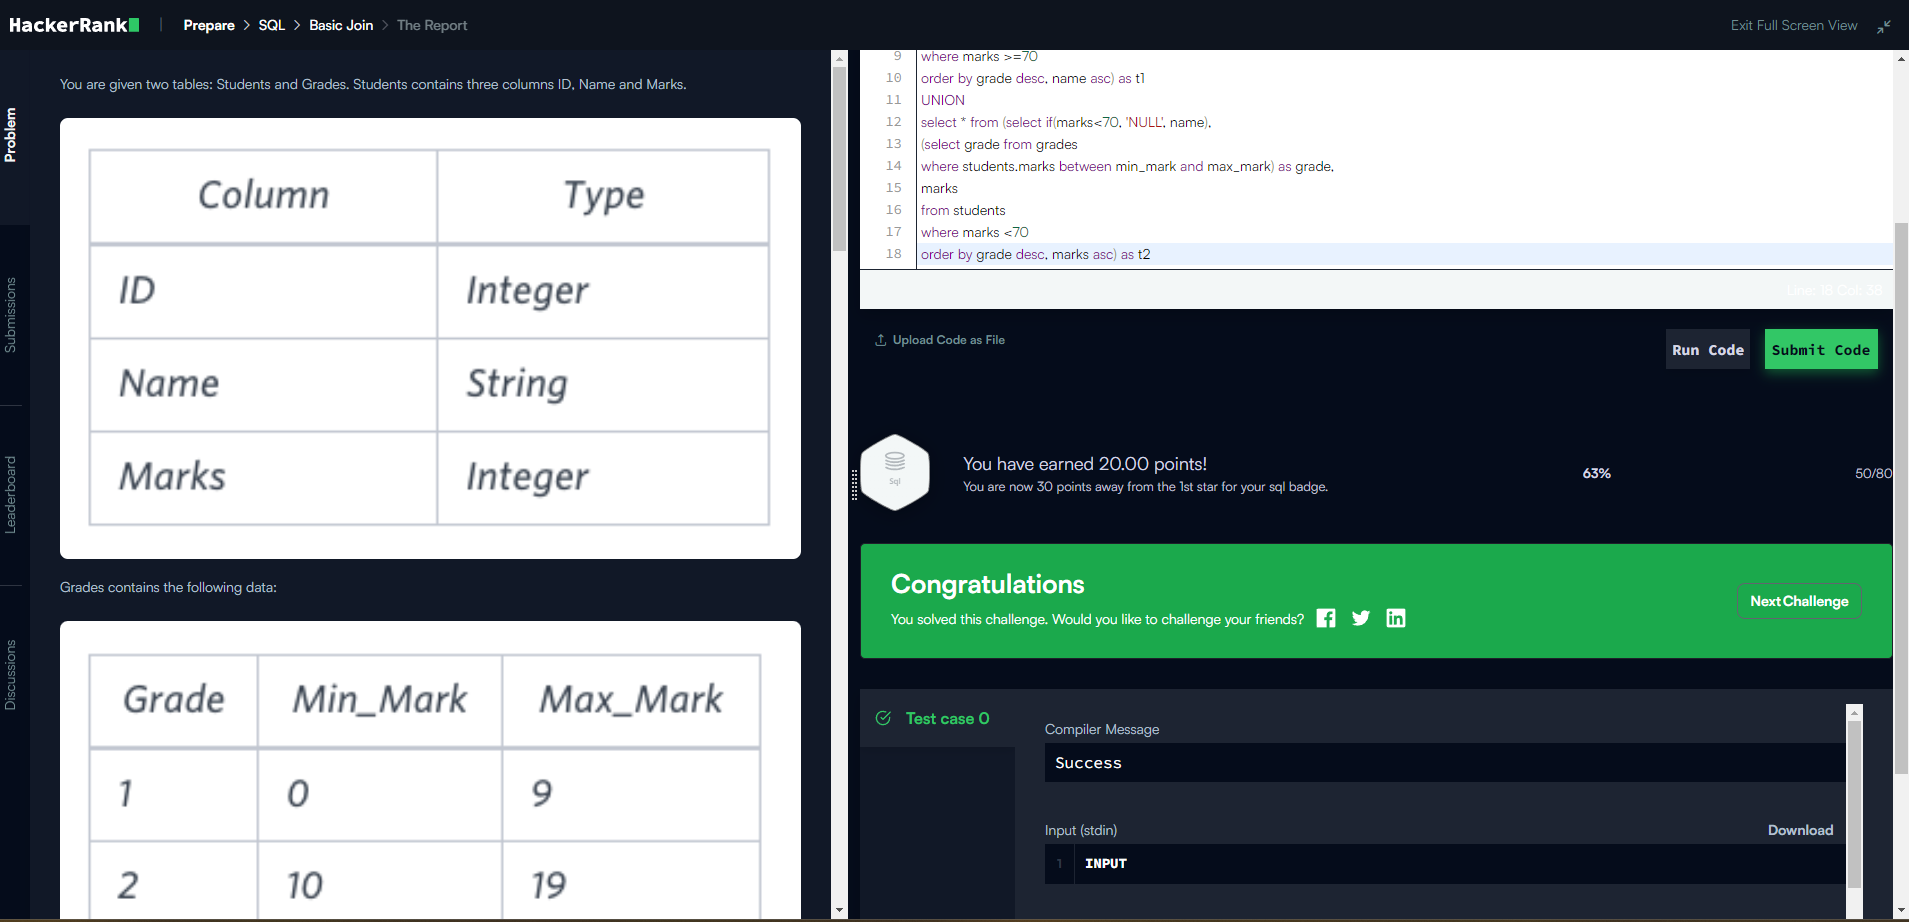 HackerRank
Prepare > SQL > Basic Join > The Report
Exit Full Screen View
Problem
Submissions
Leaderboard
Discussions
You are given two tables: Students and Grades. Students contains three columns ID, Name and Marks.
Column Type
ID Integer
Name String
Marks Integer
Grades contains the following data:
Grade Min_Mark Max_Mark
1 0 9
2 10 19
9 where marks >=70
10 order by grade desc, name asc) as t1
11 UNION
12 select * from (select if(marks<70, 'NULL', name),
13 (select grade from grades
14 where students.marks between min_mark and max_mark) as grade,
15 marks
16 from students
17 where marks <70
18 order by grade desc, marks asc) as t2
Line: 18 Col: 38
Upload Code as File
Run Code
Submit Code
Sql
You have earned 20.00 points!
You are now 30 points away from the 1st star for your sql badge.
63%
50/80
Congratulations
You solved this challenge. Would you like to challenge your friends?
Next Challenge
Test case 0
Compiler Message
Success
Input (stdin)
Download
1 INPUT